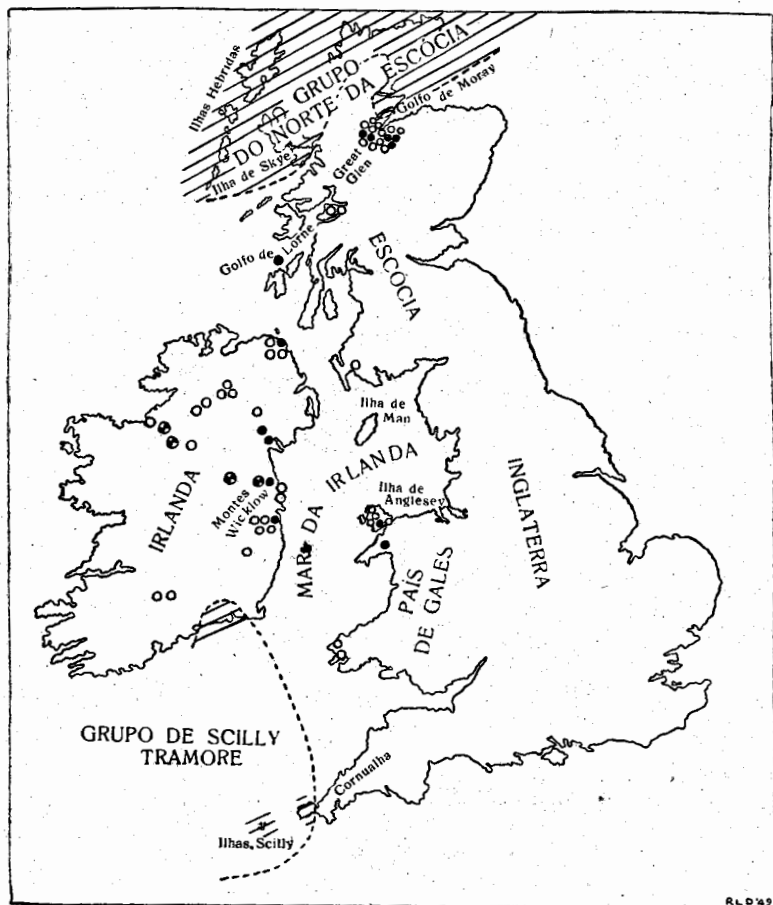 Ilhas Hébridas
GRUPO
DO NORTE DA ESCÓCIA
Golfo de Moray
Ilha de Skye
Great
Glen
Golfo de Lorne
ESCÓCIA
Ilha de
Man
IRLANDA
MAR DA IRLANDA
Ilha de
Anglesey
Montes
Wicklow
INGLATERRA
PAÍS
DE GALES
GRUPO DE SCILLY
TRAMORE
Cornualha
Ilhas, Scilly
RLD'49